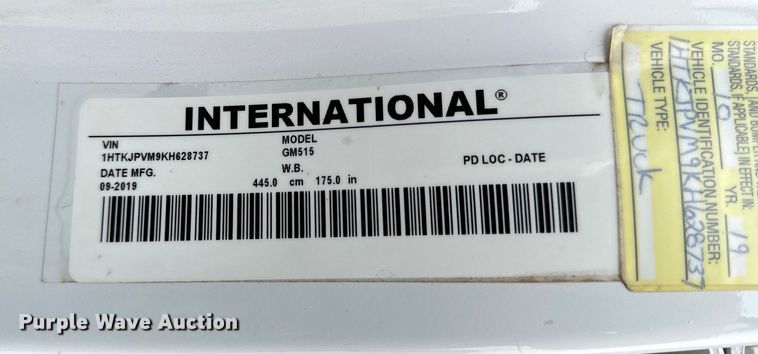 INTERNATIONAL®
VIN
1HTKJPVM9KH628737
MODEL
GM515
DATE MFG.
09-2019
W.B.
445.0 cm 175.0 in
PD LOC - DATE
STANDARDS, IF APPLICABLE) IN EFFECT IN:
MO. 10 YR. 19
VEHICLE IDENTIFICATION NUMBER:
1HTKJPVM9KH628737
VEHICLE TYPE:
TRUCK
Purple Wave Auction